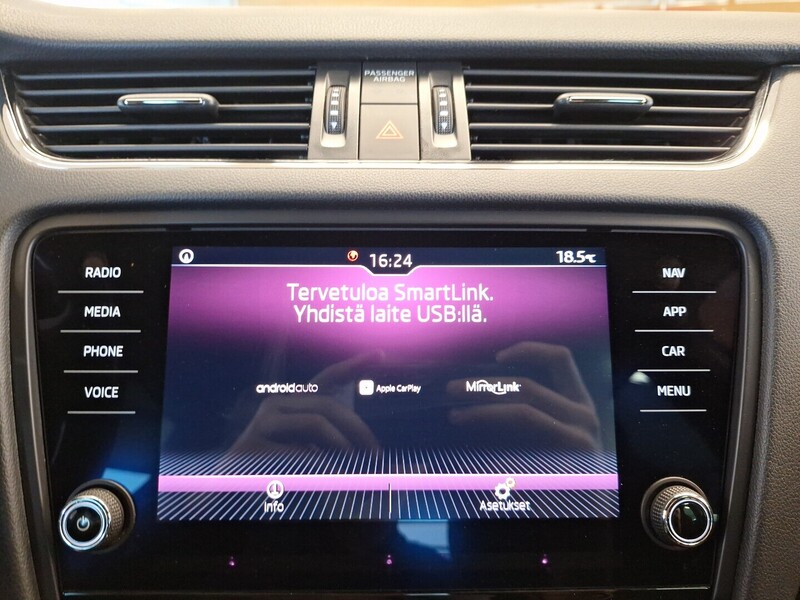 PASSENGER
AIRBAG
RADIO
MEDIA
PHONE
VOICE
16:24
18.5°C
Tervetuloa SmartLink.
Yhdistä laite USB:llä.
androidauto
Apple CarPlay
MirrorLink
Info
Asetukset
NAV
APP
CAR
MENU